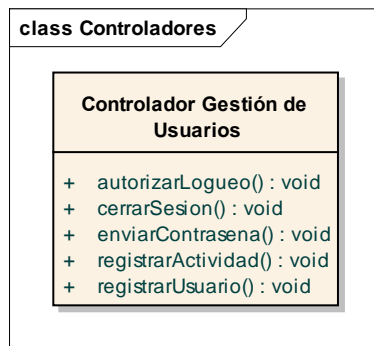 class Controladores
Controlador Gestión de
Usuarios
+ autorizarLogueo() : void
+ cerrarSesion() : void
+ enviarContrasena() : void
+ registrarActividad() : void
+ registrarUsuario() : void